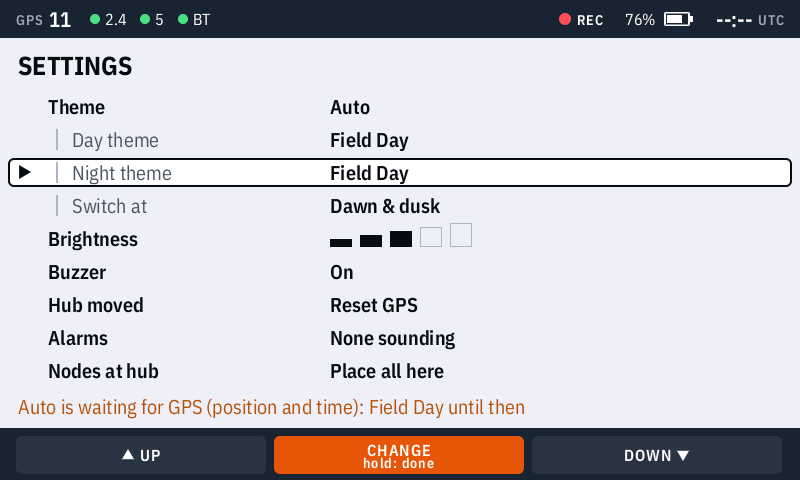 GPS 11 2.4 5 BT REC 76% --:-- UTC
SETTINGS
Theme Auto
Day theme Field Day
Night theme Field Day
Switch at Dawn & dusk
Brightness
Buzzer On
Hub moved Reset GPS
Alarms None sounding
Nodes at hub Place all here
Auto is waiting for GPS (position and time): Field Day until then
▲ UP CHANGE DOWN ▼
hold: done